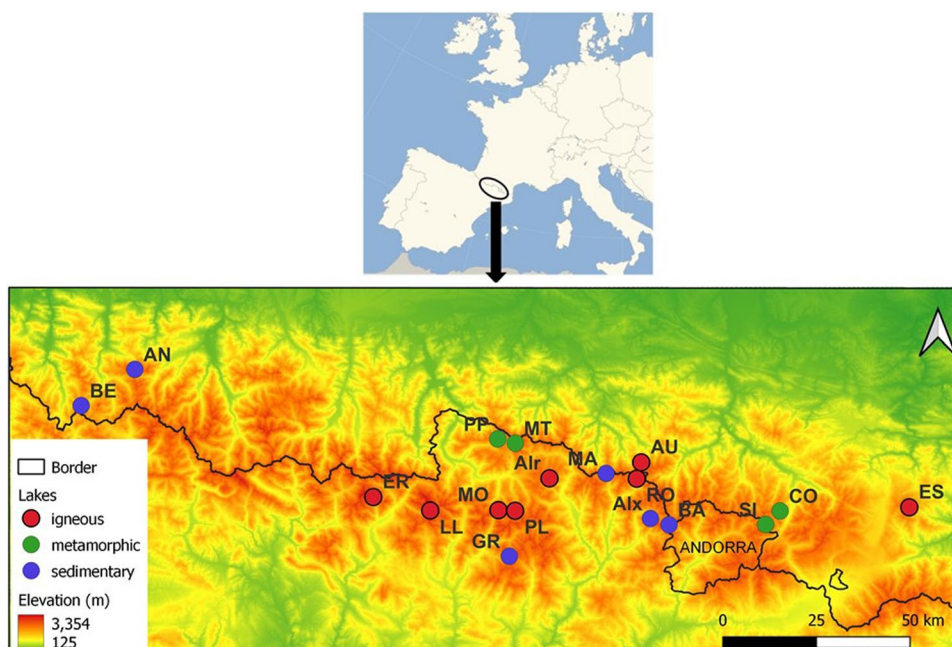 AN
BE
PP
MT
AIr
MA
AU
ER
MO
LL
PL
AIx
RO
BA
SI
CO
ES
GR
ANDORRA
Border
Lakes
igneous
metamorphic
sedimentary
Elevation (m)
3,354
125
0 25 50 km